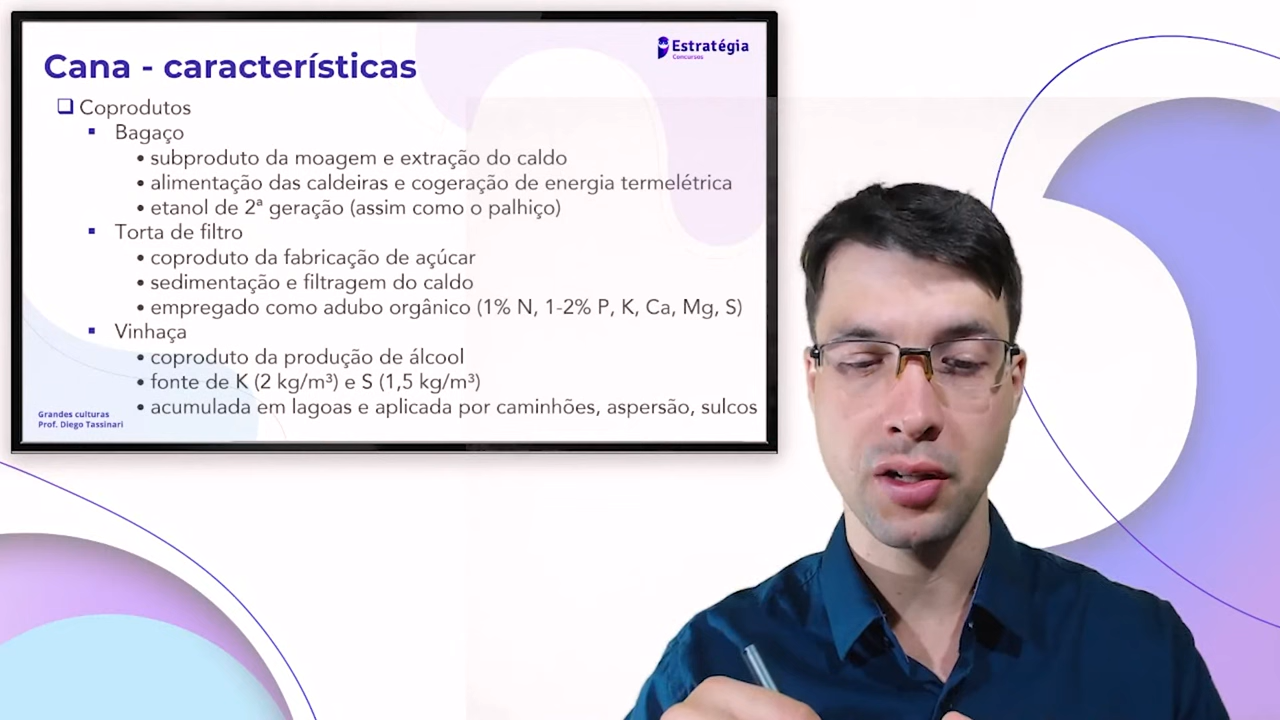 Cana - características
Estratégia
Concursos
❑ Coprodutos
▪ Bagaço
• subproduto da moagem e extração do caldo
• alimentação das caldeiras e cogeração de energia termelétrica
• etanol de 2ª geração (assim como o palhiço)
▪ Torta de filtro
• coproduto da fabricação de açúcar
• sedimentação e filtragem do caldo
• empregado como adubo orgânico (1% N, 1-2% P, K, Ca, Mg, S)
▪ Vinhaça
• coproduto da produção de álcool
• fonte de K (2 kg/m³) e S (1,5 kg/m³)
• acumulada em lagoas e aplicada por caminhões, aspersão, sulcos
Grandes culturas
Prof. Diego Tassinari